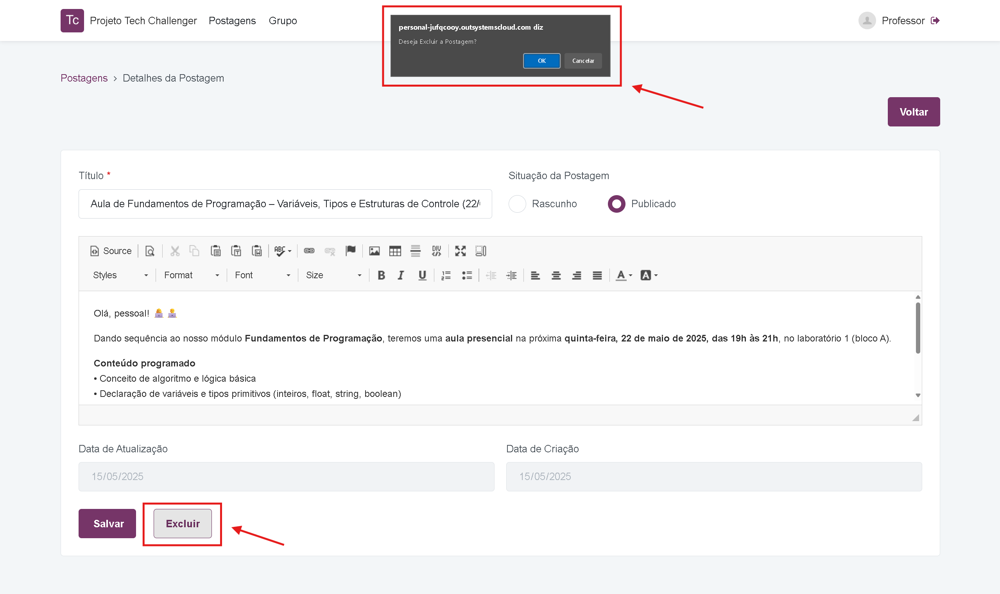 Tc Projeto Tech Challenger Postagens Grupo
Professor
personal-jufqcooy.outsystemscloud.com diz
Deseja Excluir a Postagem?
OK Cancelar
Postagens > Detalhes da Postagem
Voltar
Título *
Situação da Postagem
Aula de Fundamentos de Programação – Variáveis, Tipos e Estruturas de Controle (22/
Rascunho Publicado
Source ABC DIV
Styles Format Font Size B I U A A
Olá, pessoal!
Dando sequência ao nosso módulo Fundamentos de Programação, teremos uma aula presencial na próxima quinta-feira, 22 de maio de 2025, das 19h às 21h, no laboratório 1 (bloco A).
Conteúdo programado
• Conceito de algoritmo e lógica básica
• Declaração de variáveis e tipos primitivos (inteiros, float, string, boolean)
Data de Atualização Data de Criação
15/05/2025 15/05/2025
Salvar Excluir